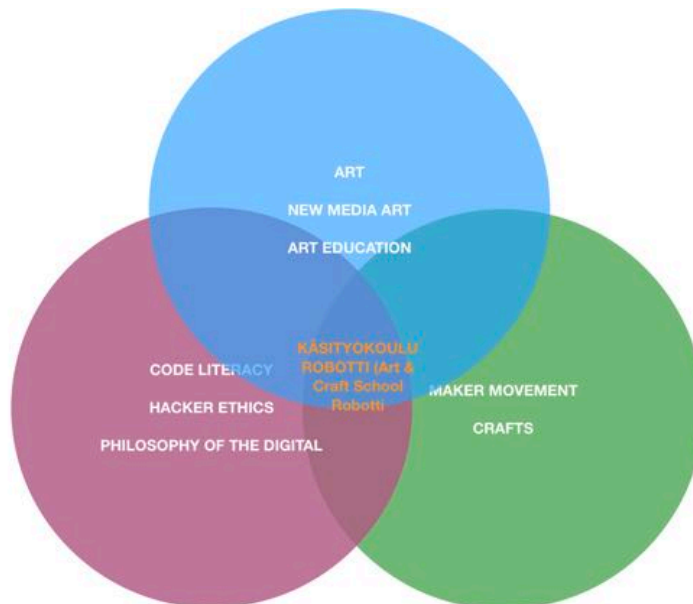 ART
NEW MEDIA ART
ART EDUCATION
KÄSITYOKOULU
ROBOTTI (Art &
Craft School
Robotti
CODE LITERACY
HACKER ETHICS
PHILOSOPHY OF THE DIGITAL
MAKER MOVEMENT
CRAFTS